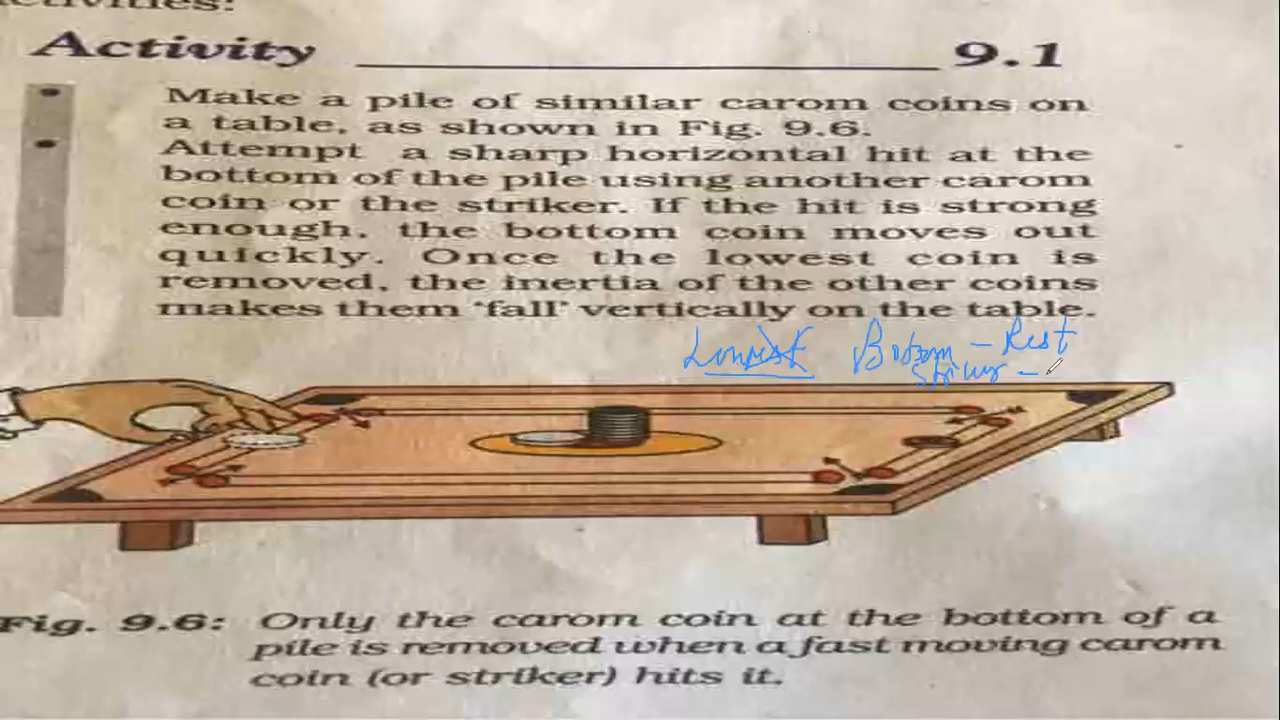 Activity 9.1
Make a pile of similar carom coins on
a table, as shown in Fig. 9.6.
Attempt a sharp horizontal hit at the
bottom of the pile using another carom
coin or the striker. If the hit is strong
enough, the bottom coin moves out
quickly. Once the lowest coin is
removed, the inertia of the other coins
makes them 'fall' vertically on the table.
Bottom - Rest
Fig. 9.6: Only the carom coin at the bottom of a
pile is removed when a fast moving carom
coin (or striker) hits it.